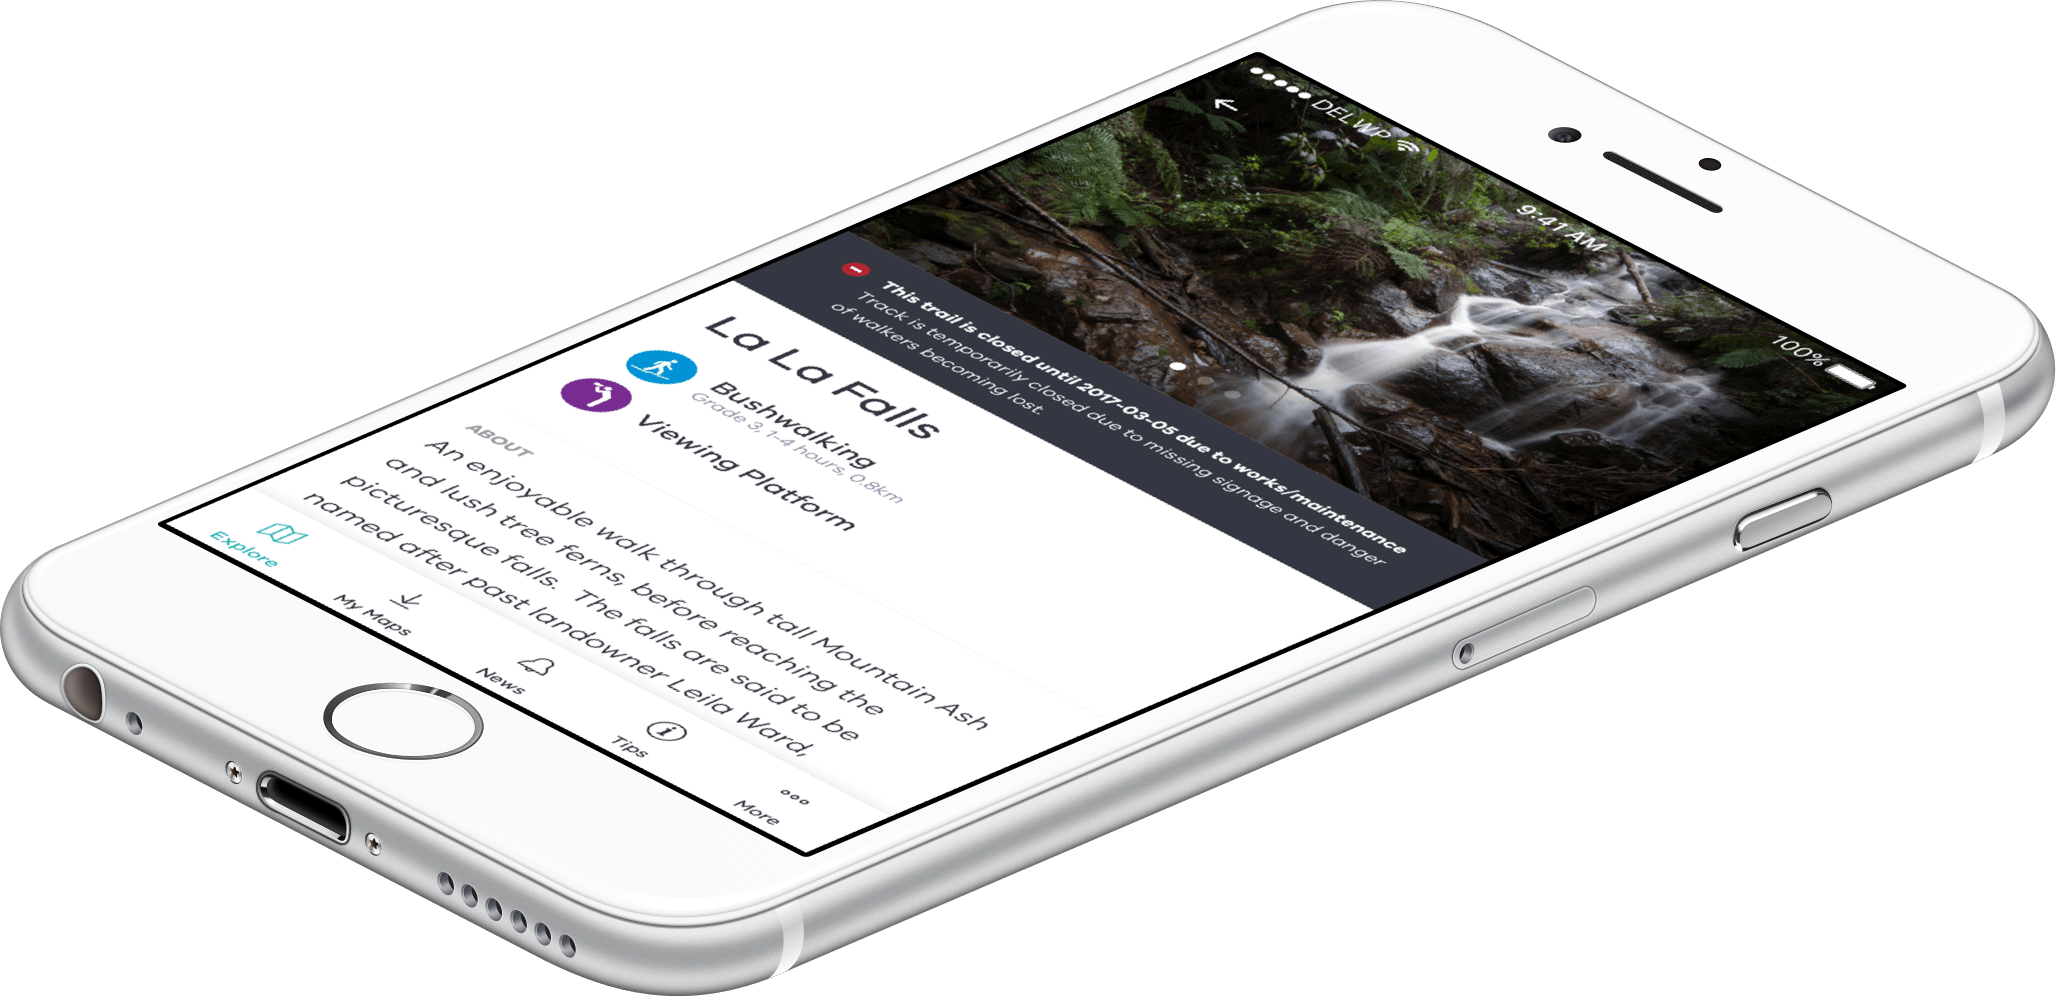 DELWP 9:41 AM 100%
This trail is closed until 2017-03-05 due to works/maintenance
Track is temporarily closed due to missing signage and danger
of walkers becoming lost.
La La Falls
Bushwalking
Grade 3, 1-4 hours, 0.8km
Viewing Platform
ABOUT
An enjoyable walk through tall Mountain Ash
and lush tree ferns, before reaching the
picturesque falls. The falls are said to be
named after past landowner Leila Ward,
Explore My Maps News Tips More